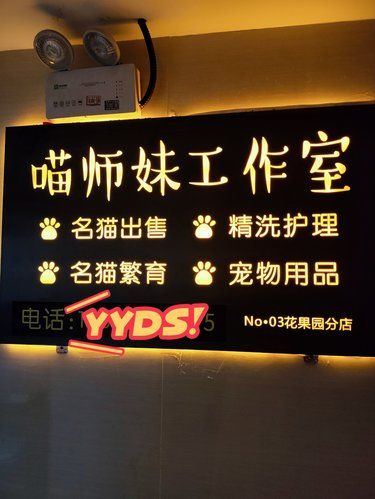 喵师妹工作室
名猫出售 精洗护理
名猫繁育 宠物用品
电话: YYDS! 5
No•03花果园分店